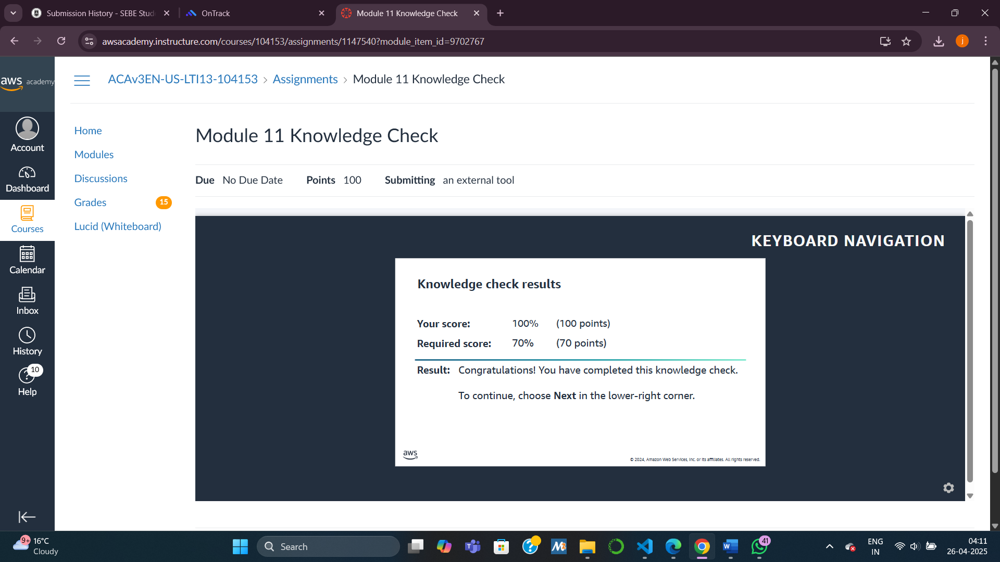 Submission History - SEBE Stud
OnTrack
Module 11 Knowledge Check
awsacademy.instructure.com/courses/104153/assignments/1147540?module_item_id=9702767
j
aws academy
ACAv3EN-US-LTI13-104153 > Assignments > Module 11 Knowledge Check
Account
Dashboard
Courses
Calendar
Inbox
History
10
Help
Home
Modules
Discussions
Grades 15
Lucid (Whiteboard)
Module 11 Knowledge Check
Due No Due Date Points 100 Submitting an external tool
KEYBOARD NAVIGATION
Knowledge check results
Your score: 100% (100 points)
Required score: 70% (70 points)
Result: Congratulations! You have completed this knowledge check.
To continue, choose Next in the lower-right corner.
aws
© 2024, Amazon Web Services, Inc. or its affiliates. All rights reserved.
9+
16°C
Cloudy
Search
41
ENG
IN
04:11
26-04-2025